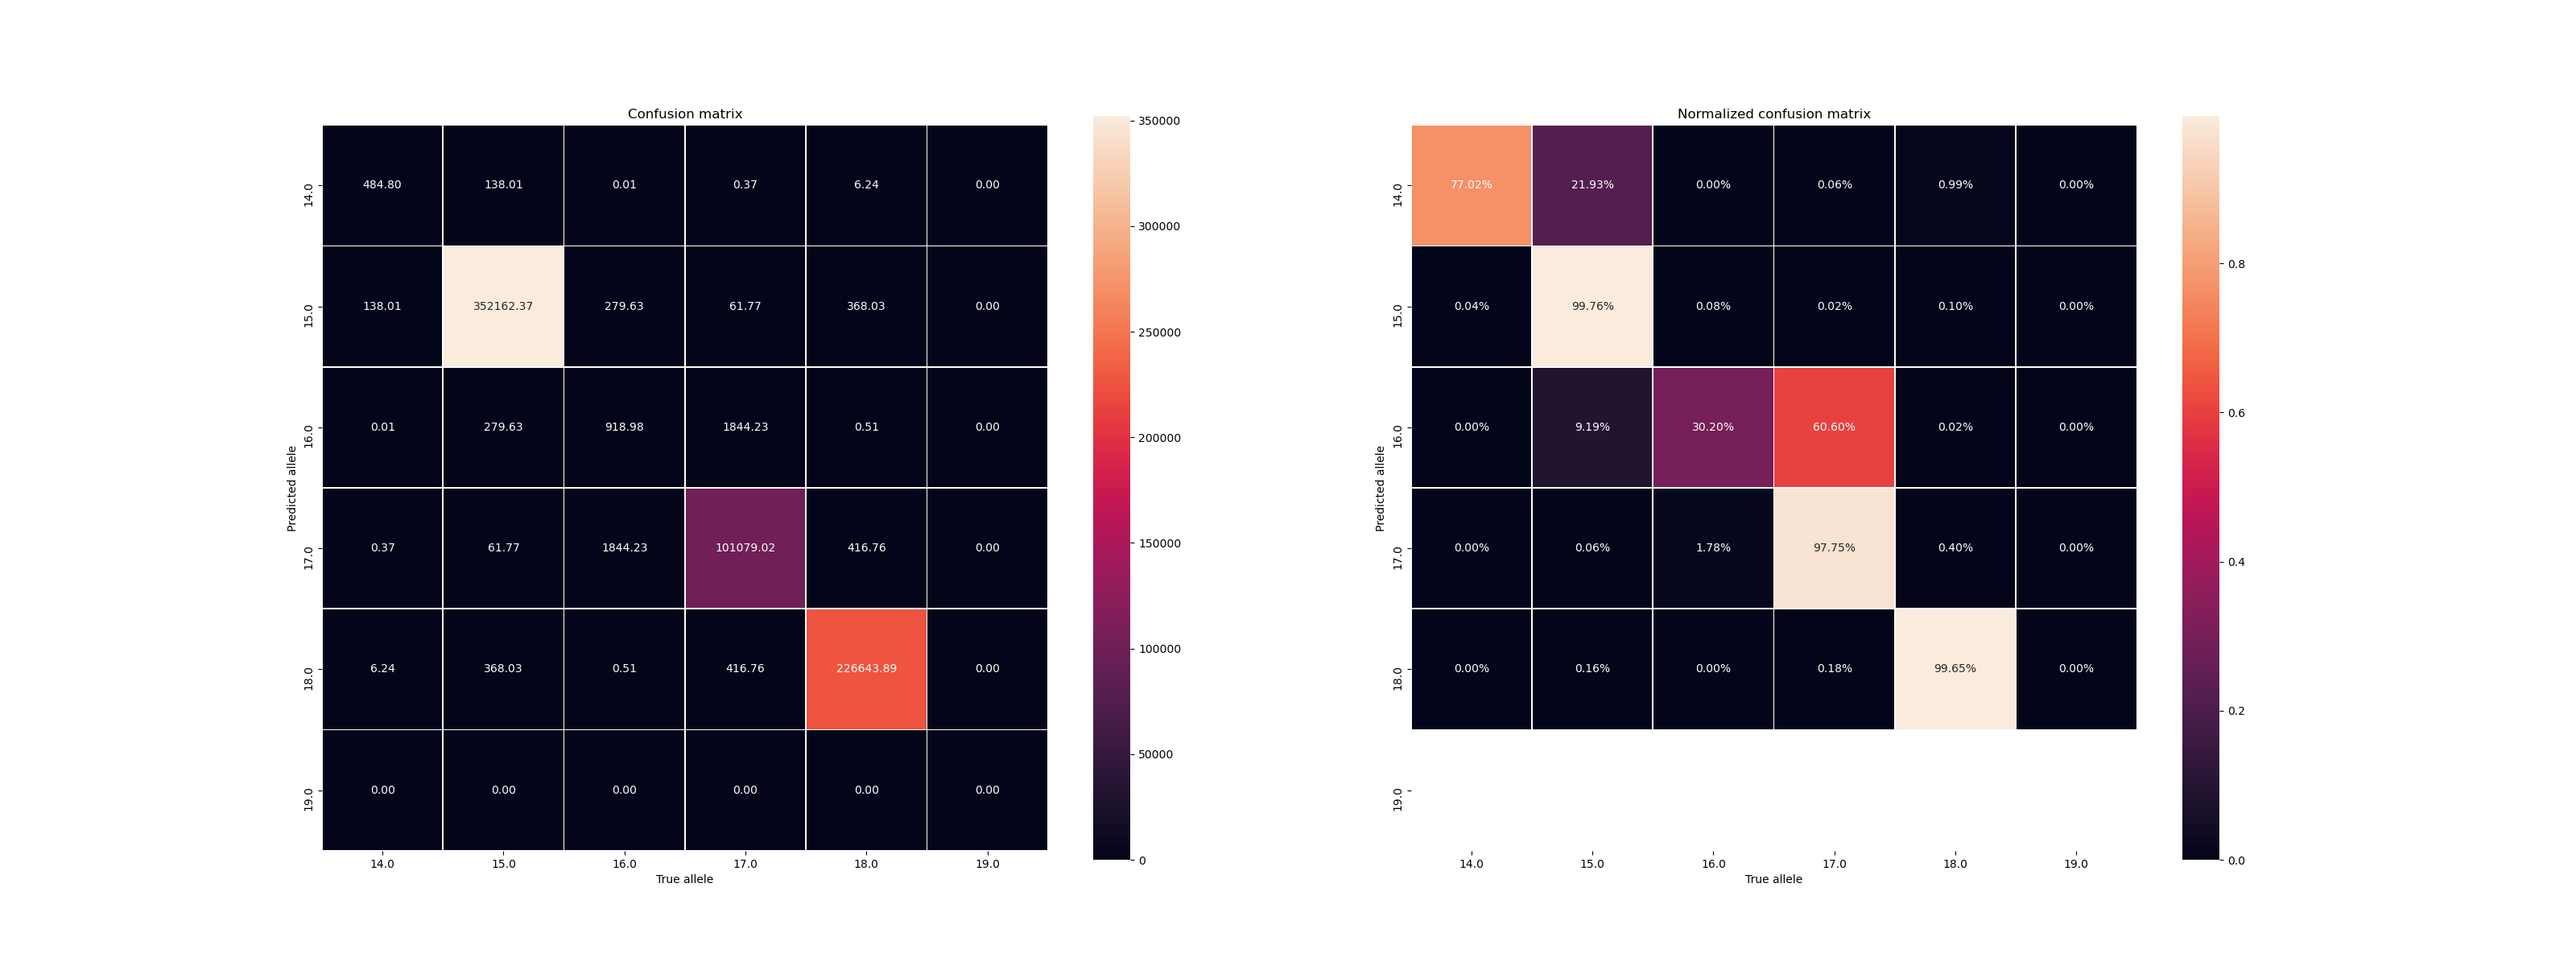 Confusion matrix
14.0 484.80 138.01 0.01 0.37 6.24 0.00
15.0 138.01 352162.37 279.63 61.77 368.03 0.00
16.0 0.01 279.63 918.98 1844.23 0.51 0.00
17.0 0.37 61.77 1844.23 101079.02 416.76 0.00
18.0 6.24 368.03 0.51 416.76 226643.89 0.00
19.0 0.00 0.00 0.00 0.00 0.00 0.00
14.0 15.0 16.0 17.0 18.0 19.0
True allele
Predicted allele
350000
300000
250000
200000
150000
100000
50000
0
Normalized confusion matrix
14.0 77.02% 21.93% 0.00% 0.06% 0.99% 0.00%
15.0 0.04% 99.76% 0.08% 0.02% 0.10% 0.00%
16.0 0.00% 9.19% 30.20% 60.60% 0.02% 0.00%
17.0 0.00% 0.06% 1.78% 97.75% 0.40% 0.00%
18.0 0.00% 0.16% 0.00% 0.18% 99.65% 0.00%
19.0
14.0 15.0 16.0 17.0 18.0 19.0
True allele
Predicted allele
0.8
0.6
0.4
0.2
0.0